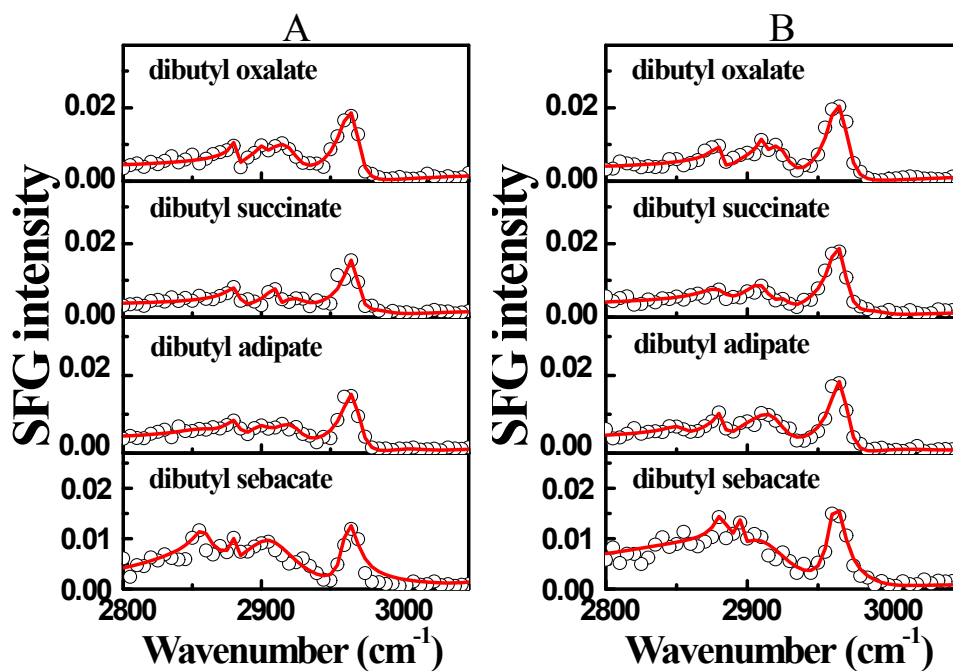 A
B
SFG intensity
dibutyl oxalate
0.02
0.00
dibutyl succinate
0.02
0.00
dibutyl adipate
0.02
0.00
dibutyl sebacate
0.02
0.01
0.00
2800 2900 3000
Wavenumber (cm⁻¹)
SFG intensity
dibutyl oxalate
0.02
0.00
dibutyl succinate
0.02
0.00
dibutyl adipate
0.02
0.00
dibutyl sebacate
0.02
0.01
0.00
2800 2900 3000
Wavenumber (cm⁻¹)